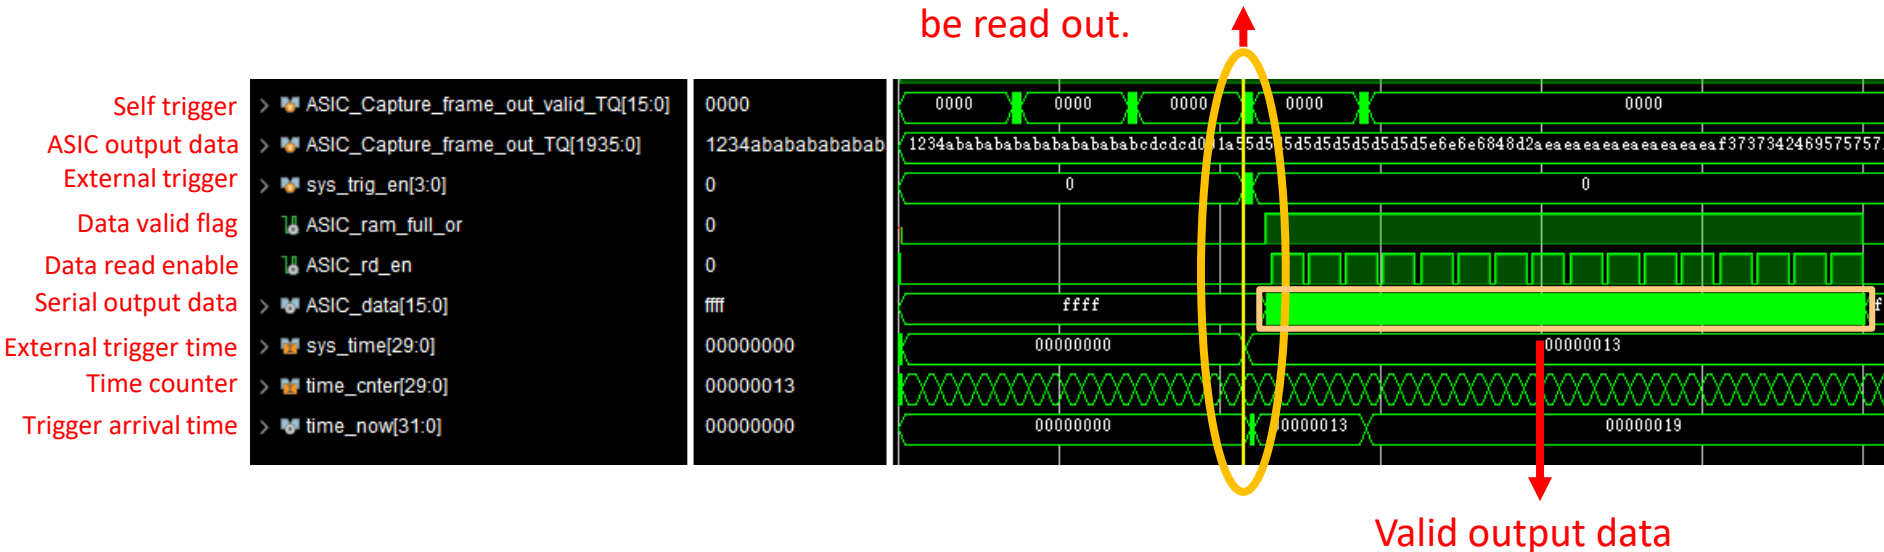 be read out.
Self trigger > ASIC_Capture_frame_out_valid_TQ[15:0] 0000 0000 0000 0000 0000 0000
ASIC output data > ASIC_Capture_frame_out_TQ[1935:0] 1234abababababab
External trigger > sys_trig_en[3:0] 0 0 0
Data valid flag ASIC_ram_full_or 0
Data read enable ASIC_rd_en 0
Serial output data > ASIC_data[15:0] ffff ffff f
External trigger time > sys_time[29:0] 00000000 00000000 00000013
Time counter > time_cnter[29:0] 00000013
Trigger arrival time > time_now[31:0] 00000000 00000000 00000013 00000019
Valid output data